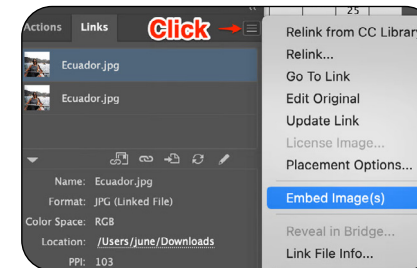 25
Actions Links Click
Ecuador.jpg
Ecuador.jpg
Name: Ecuador.jpg
Format: JPG (Linked File)
Color Space: RGB
Location: /Users/june/Downloads
PPI: 103
Relink from CC Library
Relink...
Go To Link
Edit Original
Update Link
License Image...
Placement Options...
Embed Image(s)
Reveal in Bridge...
Link File Info...